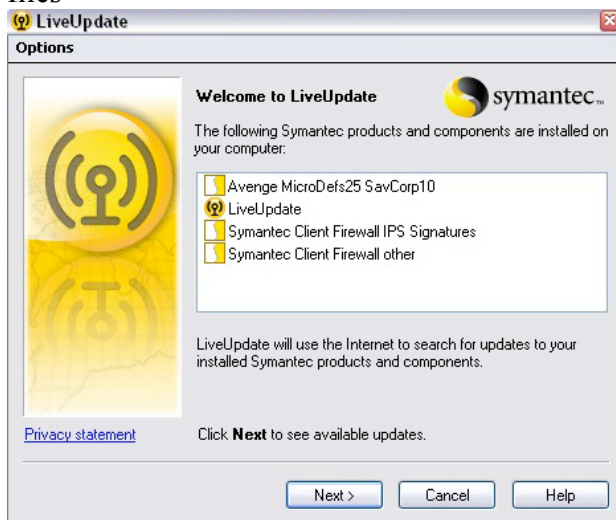 LiveUpdate
Options
Welcome to LiveUpdate
symantec™
The following Symantec products and components are installed on
your computer:
Avenge MicroDefs25 SavCorp10
LiveUpdate
Symantec Client Firewall IPS Signatures
Symantec Client Firewall other
LiveUpdate will use the Internet to search for updates to your
installed Symantec products and components.
Privacy statement
Click Next to see available updates.
Next >
Cancel
Help